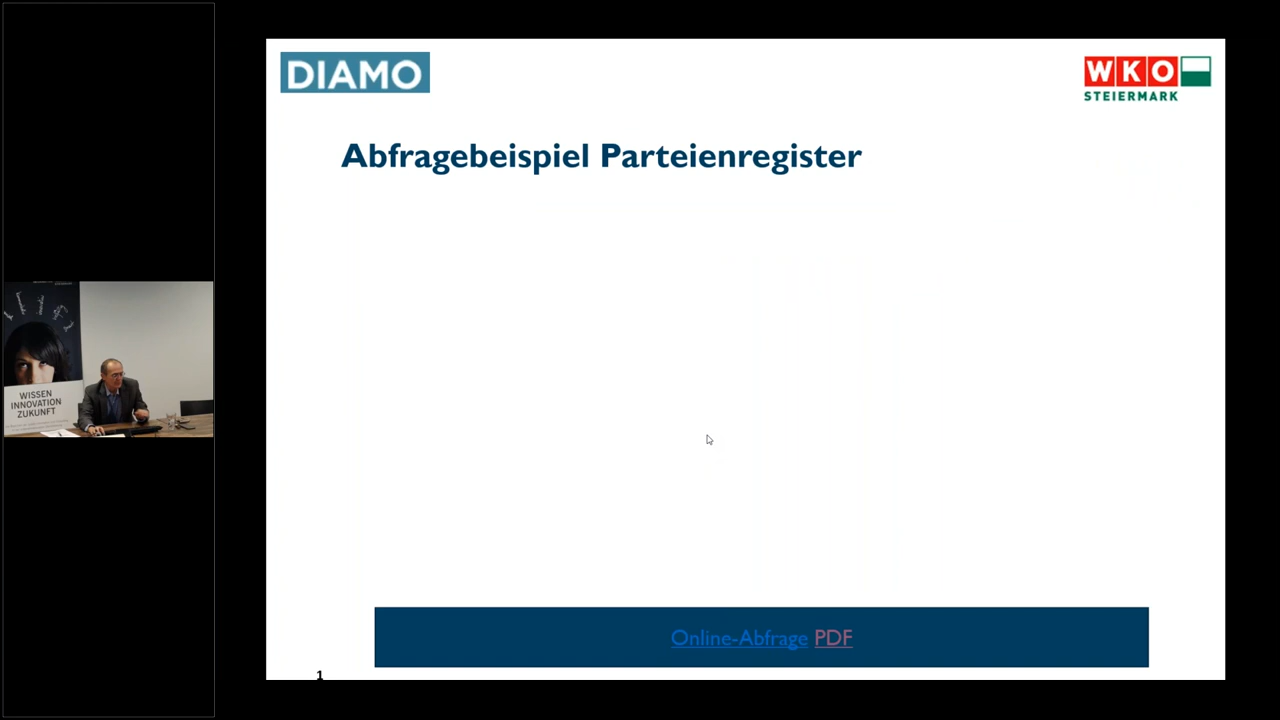 DIAMO
WKO
STEIERMARK
Abfragebeispiel Parteienregister
WISSEN
INNOVATION
ZUKUNFT
Online-Abfrage PDF
1